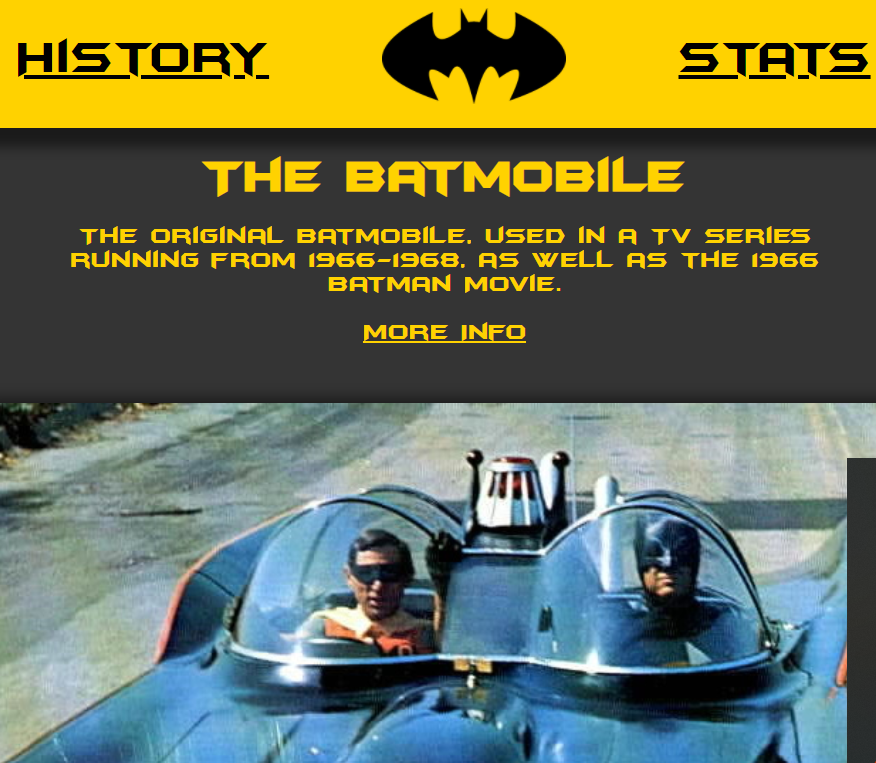 HISTORY
STATS
THE BATMOBILE
THE ORIGINAL BATMOBILE, USED IN A TV SERIES
RUNNING FROM 1966-1968, AS WELL AS THE 1966
BATMAN MOVIE.
MORE INFO